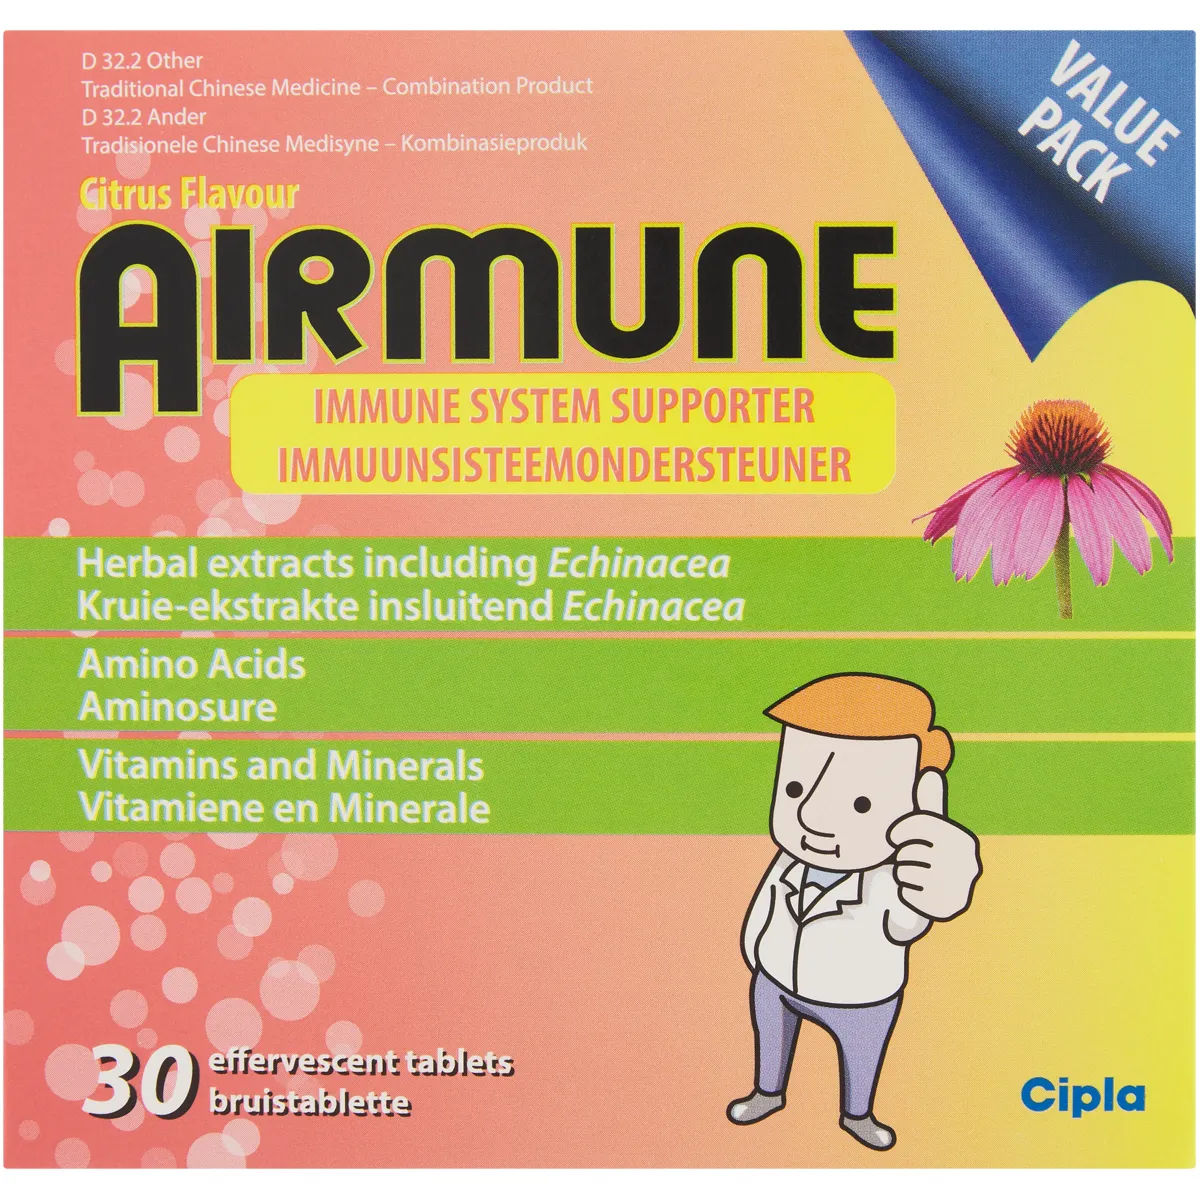 D 32.2 Other
Traditional Chinese Medicine – Combination Product
D 32.2 Ander
Tradisionele Chinese Medisyne – Kombinasieproduk
VALUE
PACK
Citrus Flavour
AIRMUNE
IMMUNE SYSTEM SUPPORTER
IMMUUNSISTEEMONDERSTEUNER
Herbal extracts including Echinacea
Kruie-ekstrakte insluitend Echinacea
Amino Acids
Aminosure
Vitamins and Minerals
Vitamiene en Minerale
30 effervescent tablets
bruistablette
Cipla